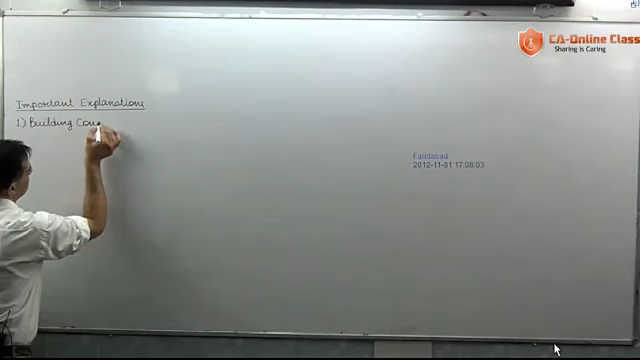 CA-Online Class
Sharing is Caring
Important Explanations
1) Building Con
Faridabad
2012-11-01 17:08:03